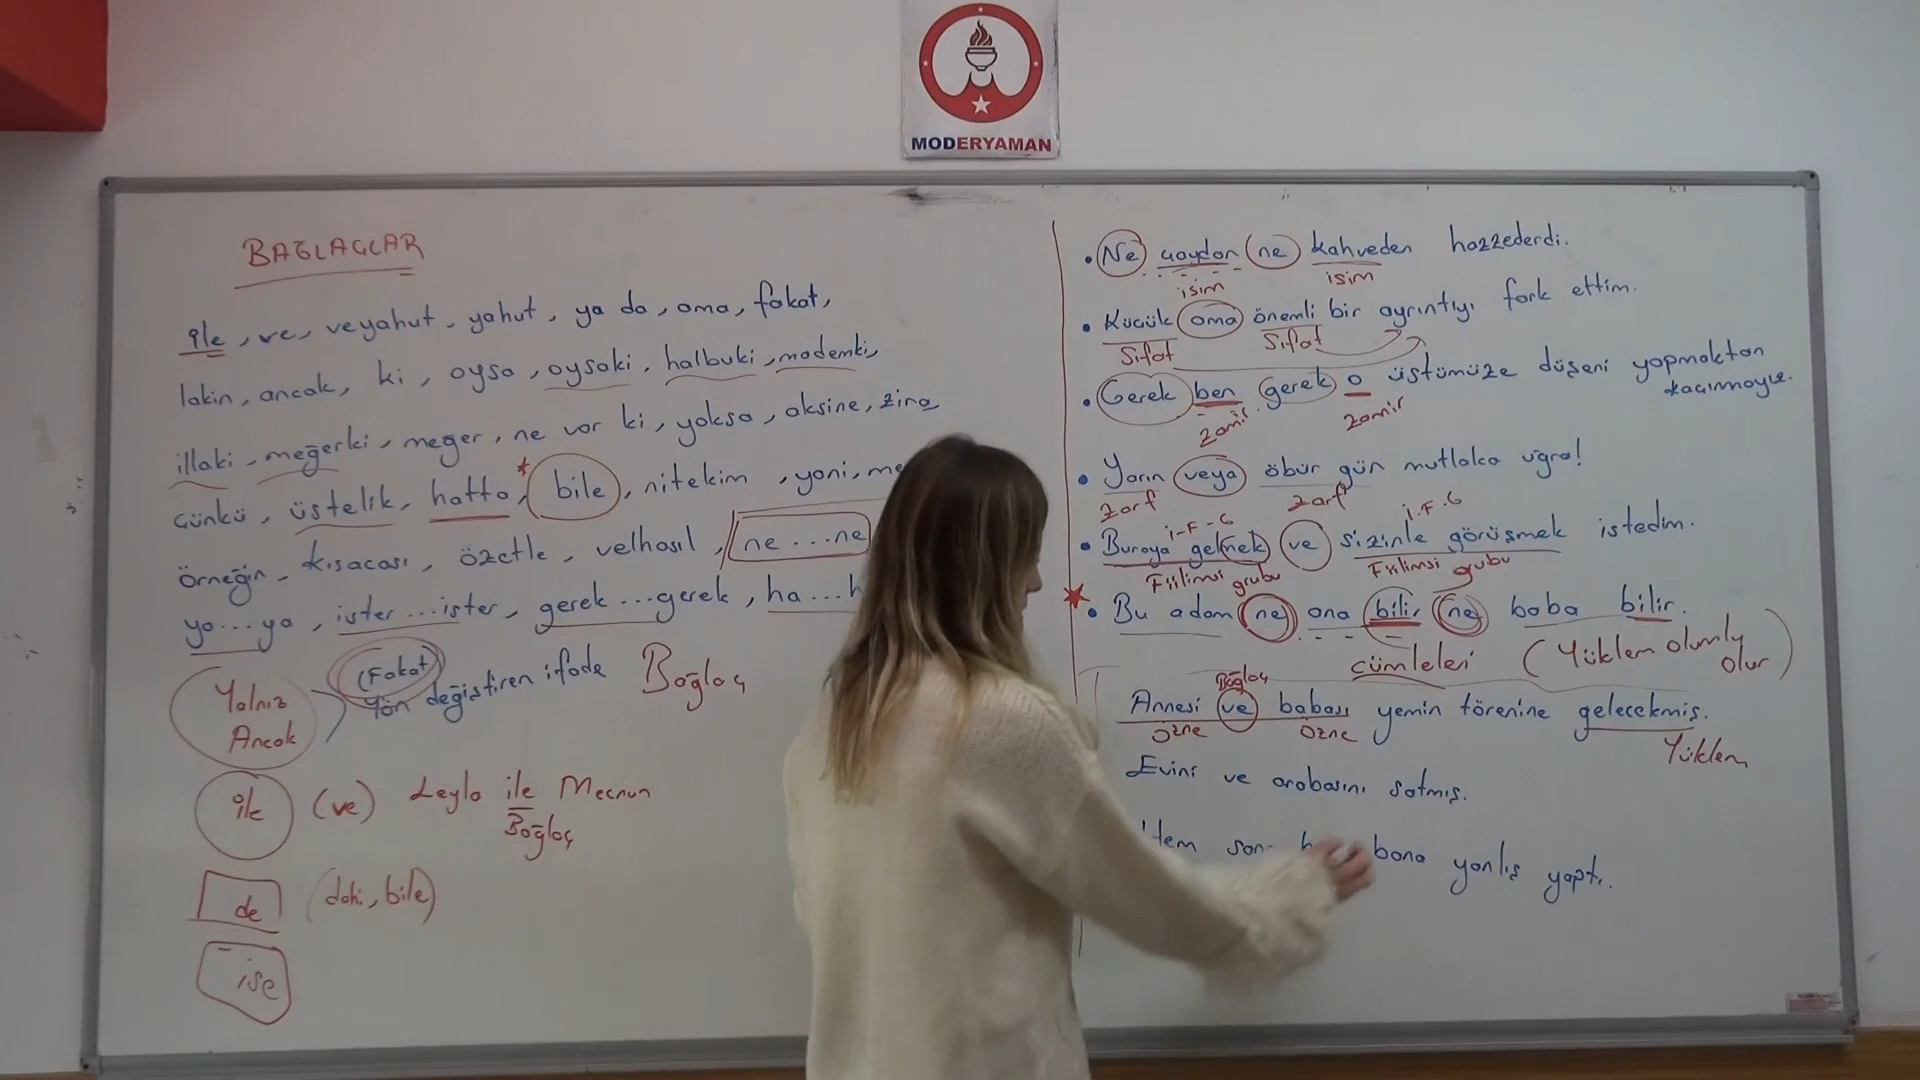 MODERYAMAN
BAĞLAÇLAR
ile, ve, veyahut, yahut, ya da, ama, fakat,
lakin, ancak, ki, oysa, oysaki, halbuki, mademki,
illaki, meğerki, meğer, ne var ki, yoksa, aksine, zira,
çünkü, üstelik, hatta, * bile, nitekim, yani,
örneğin, kısacası, özetle, velhasıl, ne...ne
ya...ya, ister...ister, gerek...gerek, ha...h
(Fakat)
Yalnız
Ancak
Yön değiştiren ifade Bağlaç
ile (ve) Leyla ile Mecnun
Bağlaç
de (dahi, bile)
ise
• Ne çaydan ne kahveden hazzederdi.
isim isim
• Küçük ama önemli bir ayrıntıyı fark ettim.
Sıfat Sıfat
• Gerek ben gerek o üstümüze düşeni yapmaktan
kaçınmayız.
zamir zamir
• Yarın veya öbür gün mutlaka uğra!
zarf zarf
i-F-G i.F.G
• Buraya gelmek ve sizinle görüşmek istedim.
Fiilimsi grubu Fiilimsi grubu
• Bu adam ne ana bilir ne baba bilir.
cümleleri (Yüklem olumlu
olur)
Bağlaç
Annesi ve babası yemin törenine gelecekmiş.
özne özne Yüklem
Evini ve arabasını satmış.
bana yanlış yaptı.